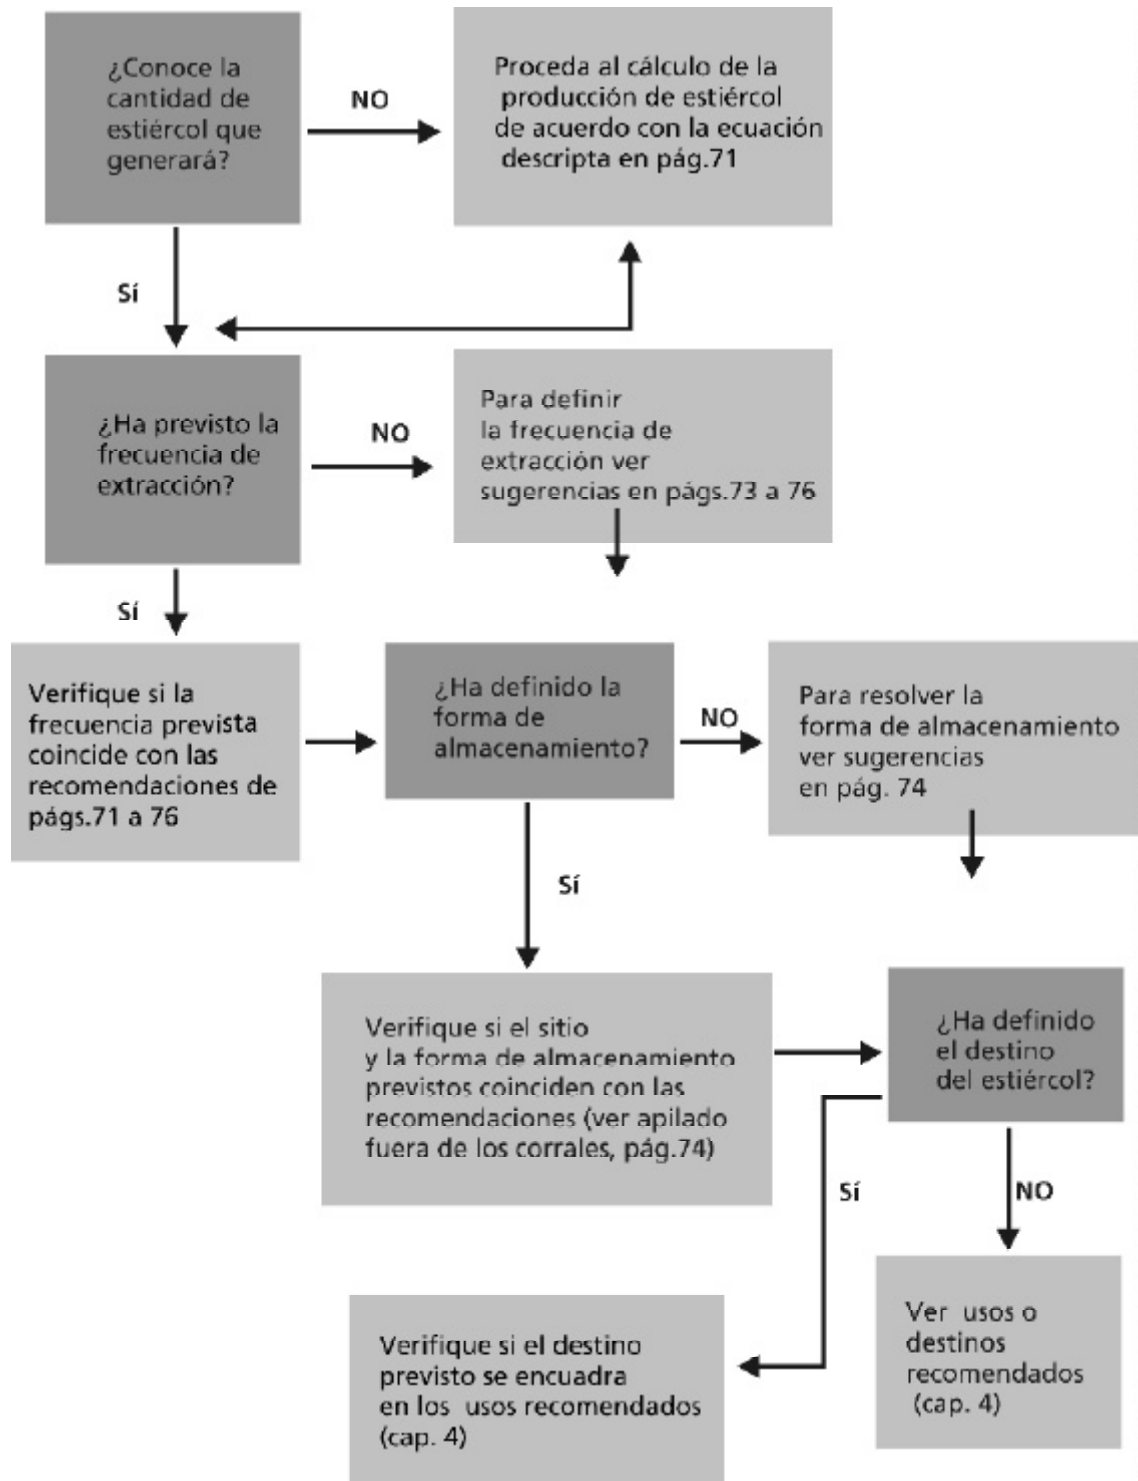 ¿Conoce la
cantidad de
estiércol que
generará?
NO
Proceda al cálculo de la
producción de estiércol
de acuerdo con la ecuación
descripta en pág.71
Sí
¿Ha previsto la
frecuencia de
extracción?
NO
Para definir
la frecuencia de
extracción ver
sugerencias en págs.73 a 76
Sí
Verifique si la
frecuencia prevista
coincide con las
recomendaciones de
págs.71 a 76
¿Ha definido la
forma de
almacenamiento?
NO
Para resolver la
forma de almacenamiento
ver sugerencias
en pág. 74
Sí
Verifique si el sitio
y la forma de almacenamiento
previstos coinciden con las
recomendaciones (ver apilado
fuera de los corrales, pág.74)
¿Ha definido
el destino
del estiércol?
Sí
NO
Verifique si el destino
previsto se encuadra
en los usos recomendados
(cap. 4)
Ver usos o
destinos
recomendados
(cap. 4)